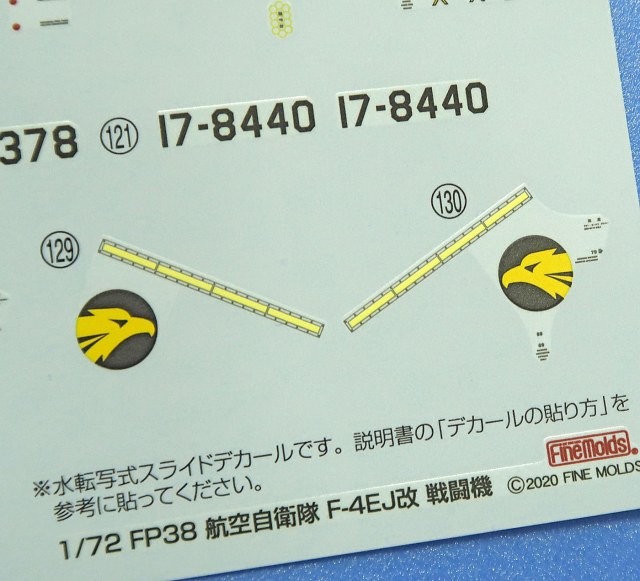 378 121 17-8440 17-8440
130
129
※水転写式スライドデカールです。説明書の「デカールの貼り方」を
参考に貼ってください。
FineMolds
1/72 FP38 航空自衛隊 F-4EJ改 戦闘機 ©2020 FINE MOLDS